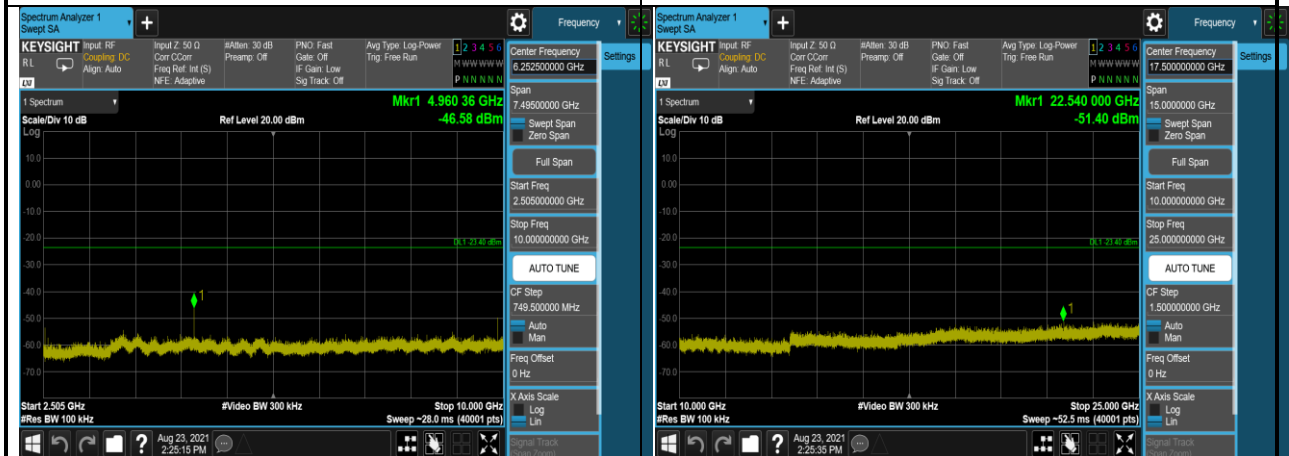 Spectrum Analyzer 1
Swept SA
Frequency
KEYSIGHT
RL
LXI
Input: RF
Coupling: DC
Align: Auto
Input Z: 50 Ω
Corr CCorr
Freq Ref: Int (S)
NFE: Adaptive
#Atten: 30 dB
Preamp: Off
PNO: Fast
Gate: Off
IF Gain: Low
Sig Track: Off
Avg Type: Log-Power
Trig: Free Run
1 2 3 4 5 6
M W W W W W
P N N N N N
1 Spectrum
Scale/Div 10 dB
Log
Ref Level 20.00 dBm
Mkr1 4.960 36 GHz
-46.58 dBm
10.0
0.00
-10.0
-20.0
-30.0
-40.0
-50.0
-60.0
-70.0
DL1 -23.40 dBm
1
Start 2.505 GHz
#Res BW 100 kHz
#Video BW 300 kHz
Stop 10.000 GHz
Sweep ~28.0 ms (40001 pts)
Aug 23, 2021
2:25:15 PM
Center Frequency
6.252500000 GHz
Settings
Span
7.49500000 GHz
Swept Span
Zero Span
Full Span
Start Freq
2.505000000 GHz
Stop Freq
10.000000000 GHz
AUTO TUNE
CF Step
749.500000 MHz
Auto
Man
Freq Offset
0 Hz
X Axis Scale
Log
Lin
Signal Track
(Span Zoom)
Spectrum Analyzer 1
Swept SA
Frequency
KEYSIGHT
RL
LXI
Input: RF
Coupling: DC
Align: Auto
Input Z: 50 Ω
Corr CCorr
Freq Ref: Int (S)
NFE: Adaptive
#Atten: 30 dB
Preamp: Off
PNO: Fast
Gate: Off
IF Gain: Low
Sig Track: Off
Avg Type: Log-Power
Trig: Free Run
1 2 3 4 5 6
M W W W W W
P N N N N N
1 Spectrum
Scale/Div 10 dB
Log
Ref Level 20.00 dBm
Mkr1 22.540 000 GHz
-51.40 dBm
10.0
0.00
-10.0
-20.0
-30.0
-40.0
-50.0
-60.0
-70.0
DL1 -23.40 dBm
1
Start 10.000 GHz
#Res BW 100 kHz
#Video BW 300 kHz
Stop 25.000 GHz
Sweep ~52.5 ms (40001 pts)
Aug 23, 2021
2:25:35 PM
Center Frequency
17.500000000 GHz
Settings
Span
15.0000000 GHz
Swept Span
Zero Span
Full Span
Start Freq
10.000000000 GHz
Stop Freq
25.000000000 GHz
AUTO TUNE
CF Step
1.500000000 GHz
Auto
Man
Freq Offset
0 Hz
X Axis Scale
Log
Lin
Signal Track
(Span Zoom)